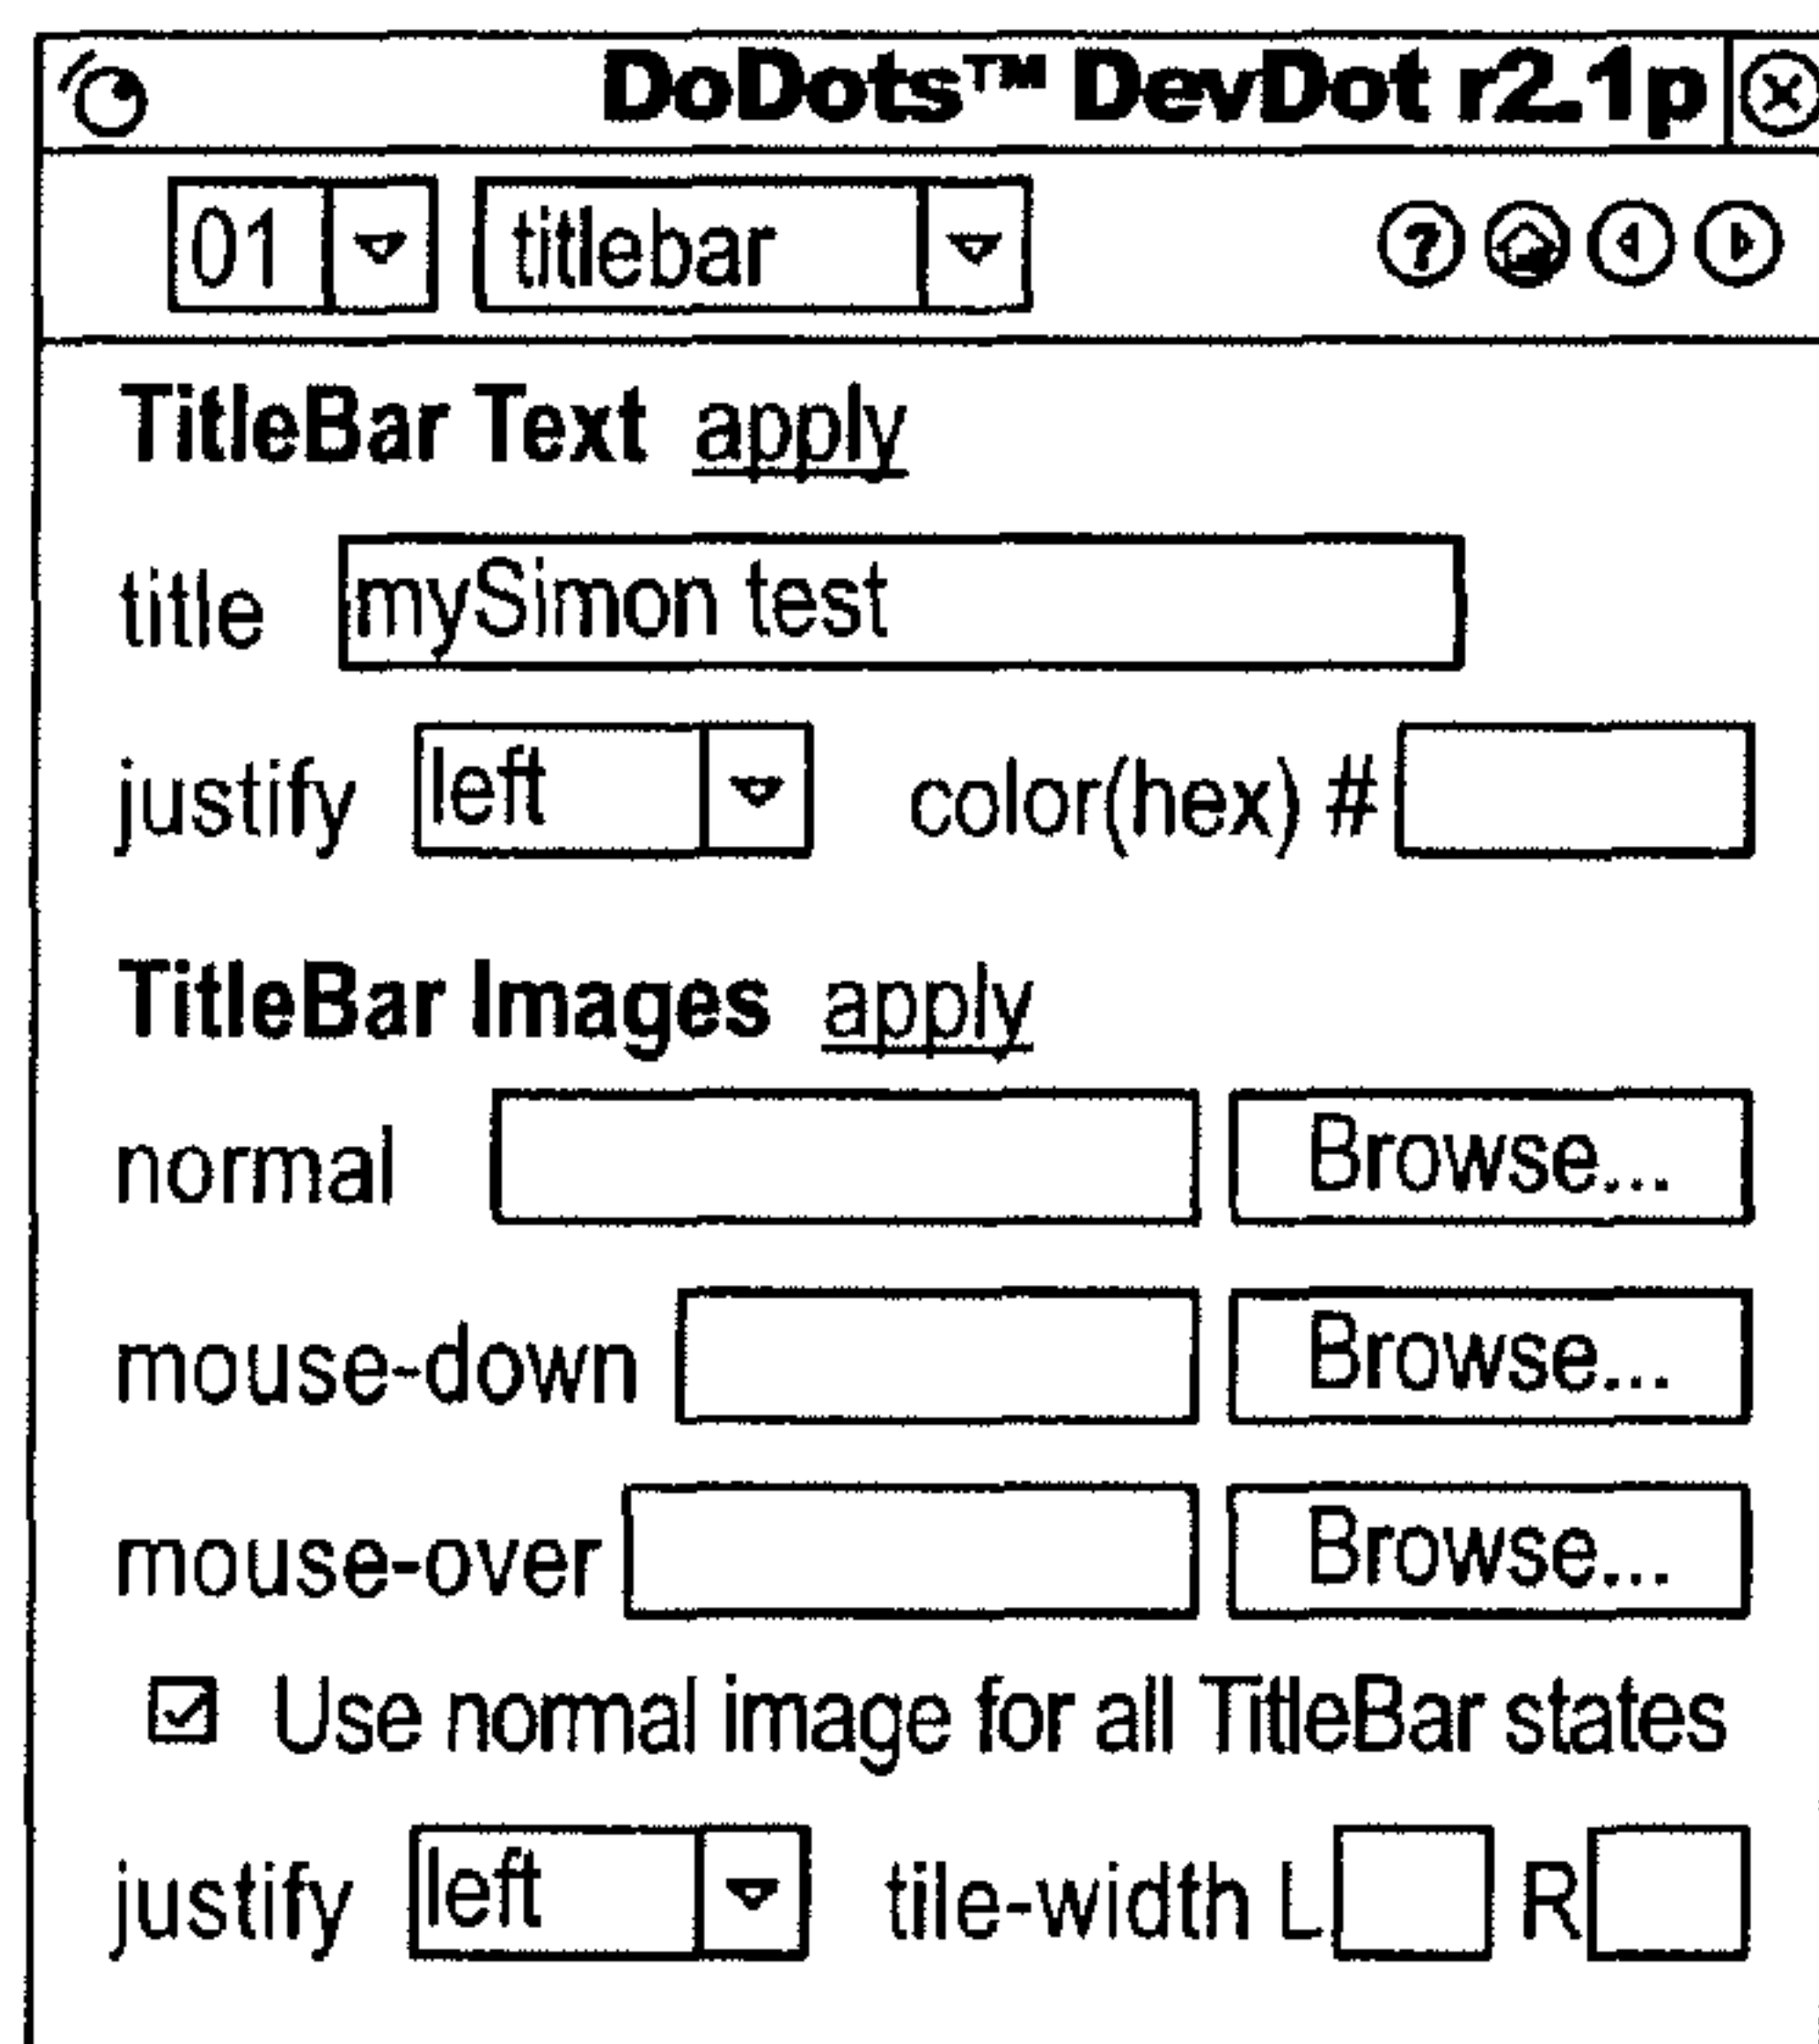 DoDots™ DevDot r2.1p
01 titlebar ?
TitleBar Text apply
title mySimon test
justify left color(hex) #
TitleBar Images apply
normal Browse...
mouse-down Browse...
mouse-over Browse...
Use normal image for all TitleBar states
justify left tile-width L R